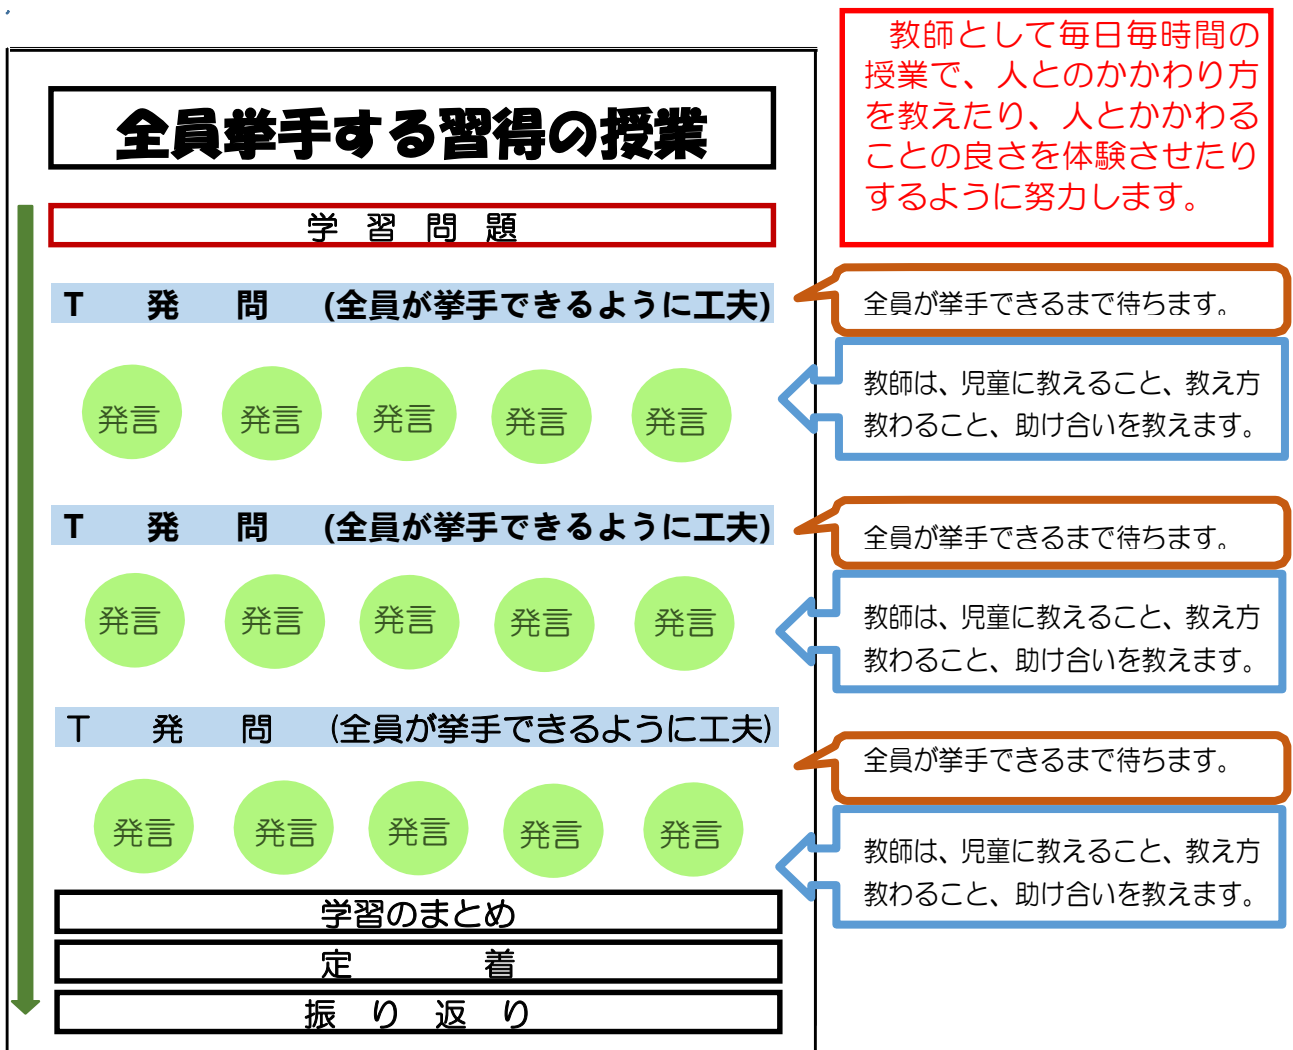 教師として毎日毎時間の
授業で、人とのかかわり方
を教えたり、人とかかわる
ことの良さを体験させたり
するように努力します。
全員挙手する習得の授業
学 習 問 題
T 発 問 (全員が挙手できるように工夫)
全員が挙手できるまで待ちます。
発言 発言 発言 発言 発言
教師は、児童に教えること、教え方
教わること、助け合いを教えます。
T 発 問 (全員が挙手できるように工夫)
全員が挙手できるまで待ちます。
発言 発言 発言 発言 発言
教師は、児童に教えること、教え方
教わること、助け合いを教えます。
T 発 問 (全員が挙手できるように工夫)
全員が挙手できるまで待ちます。
発言 発言 発言 発言 発言
教師は、児童に教えること、教え方
教わること、助け合いを教えます。
学習のまとめ
定 着
振 り 返 り